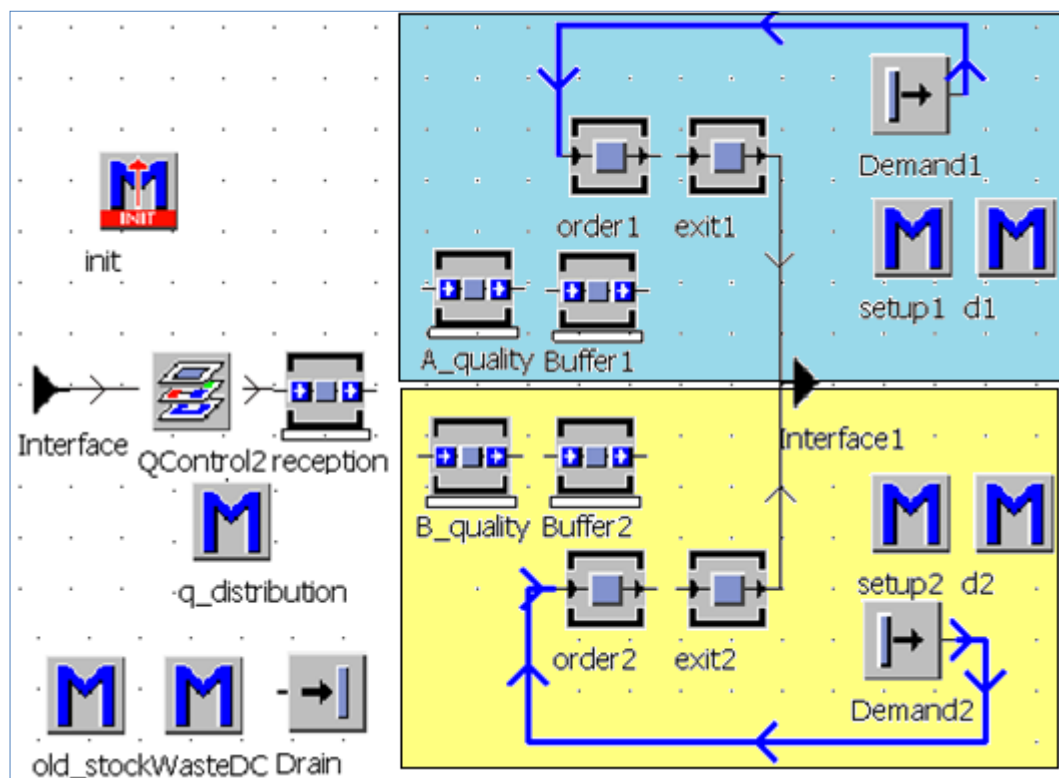 Demand1
order1 exit1
INIT
init
setup1 d1
A_quality Buffer1
Interface QControl2 reception
Interface1
B_quality Buffer2
q_distribution
setup2 d2
order2 exit2
Demand2
old_stock WasteDC Drain